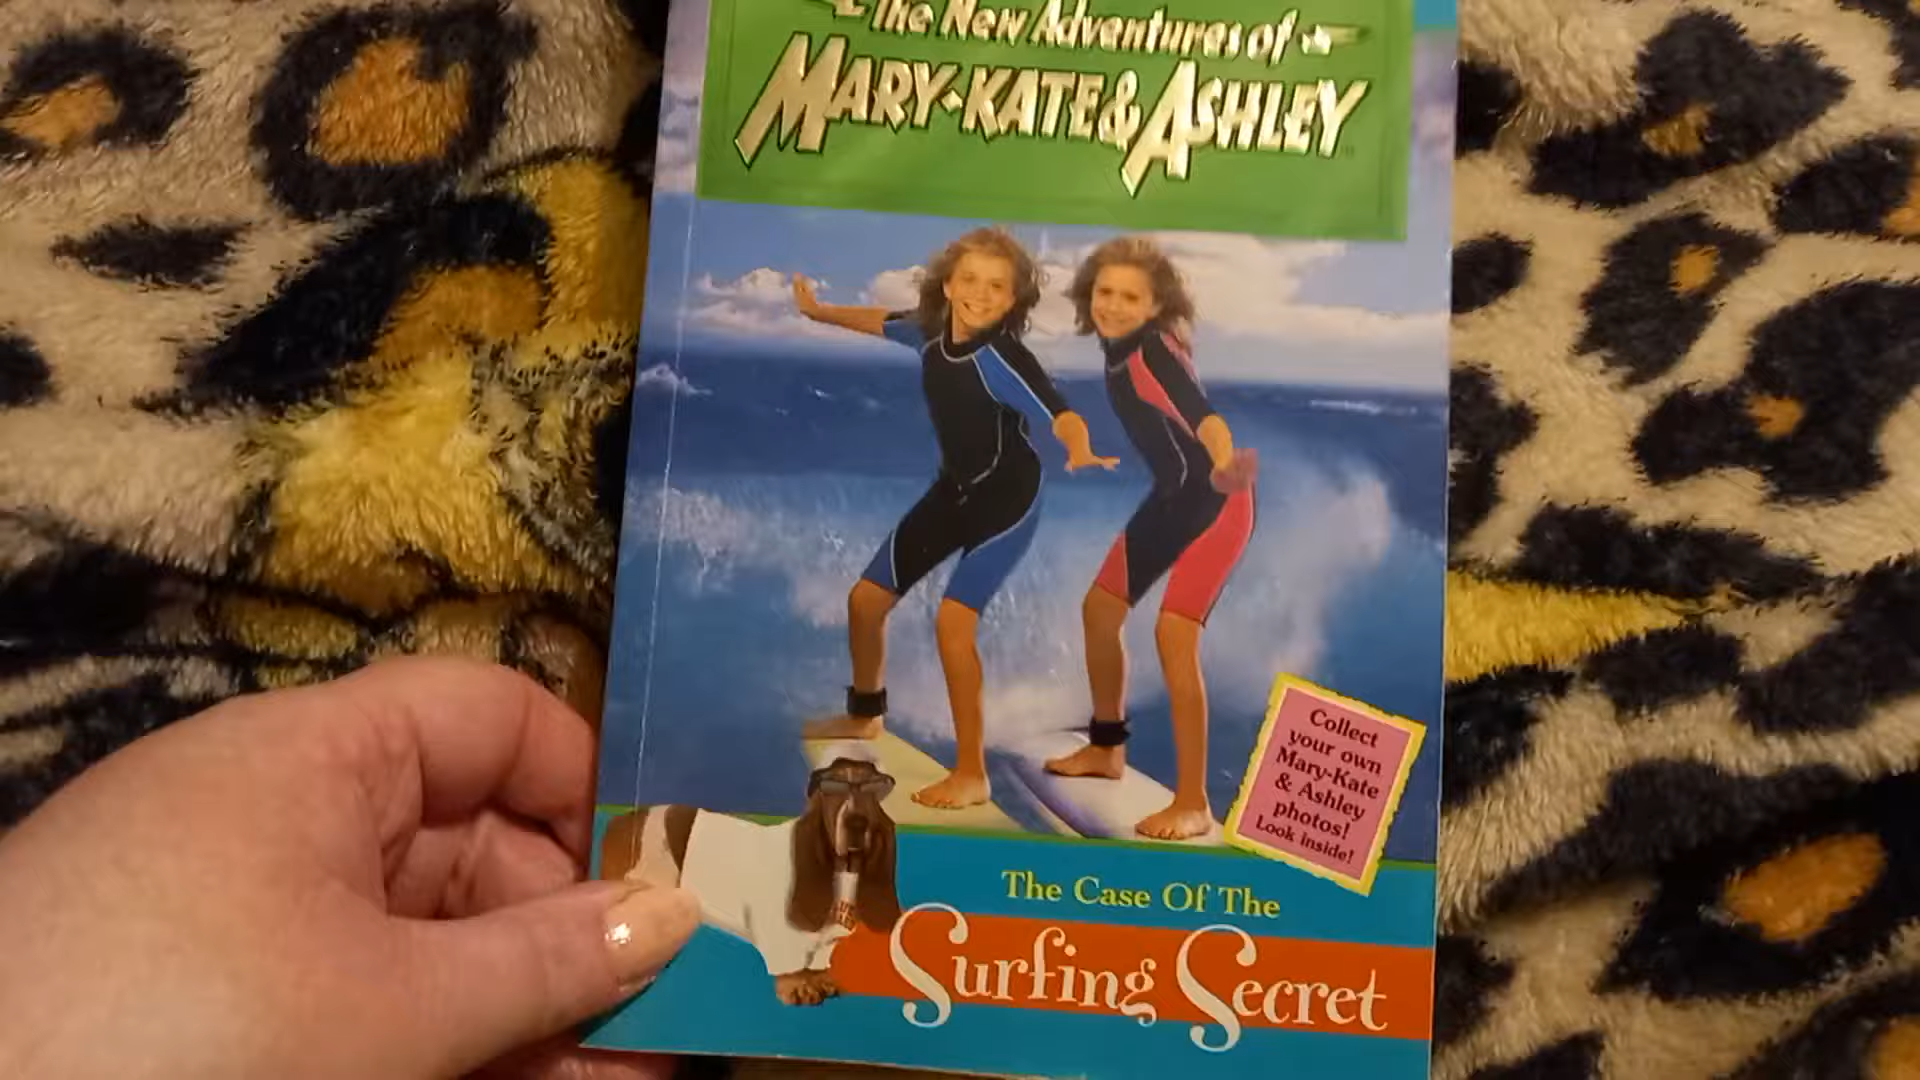 The New Adventures of
MARY-KATE & ASHLEY
Collect
your own
Mary-Kate
& Ashley
photos!
Look inside!
The Case Of The
Surfing Secret